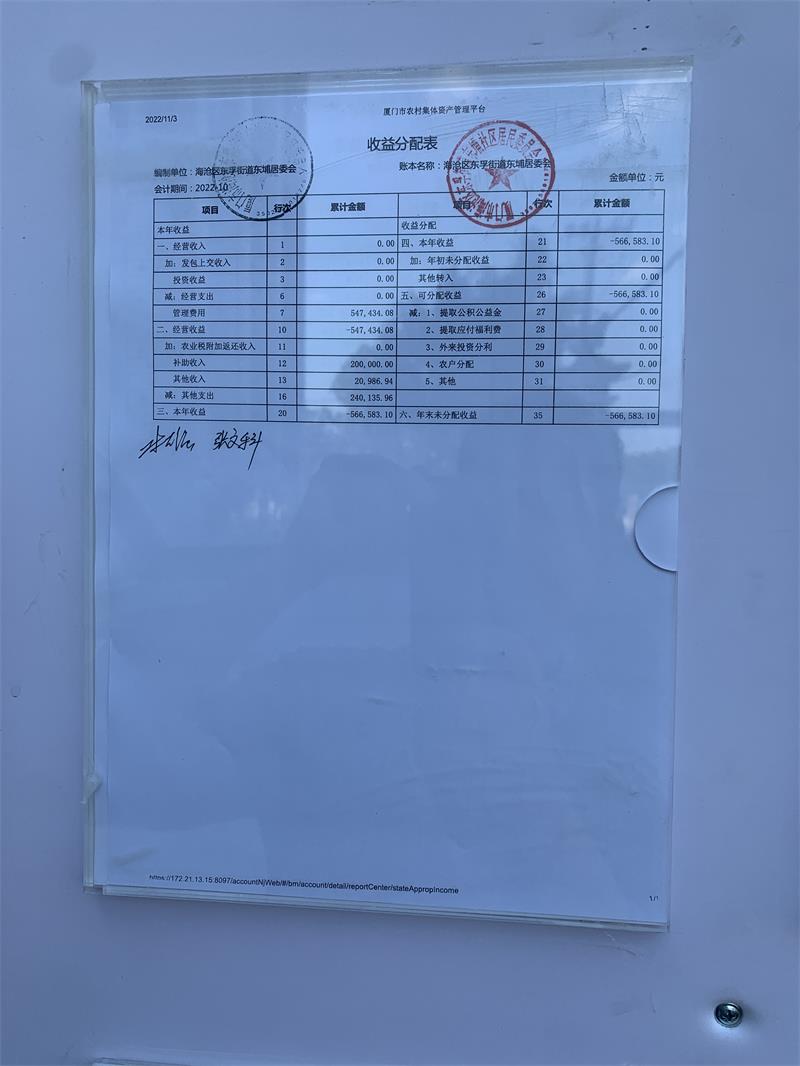 2022/11/3 厦门市农村集体资产管理平台
收益分配表
编制单位：海沧区东孚街道东埔居委会 账本名称：海沧区东孚街道东埔居委会
会计期间：2022-10 金额单位：元
项目 行次 累计金额 项目 行次 累计金额
本年收益 收益分配
一、经营收入 1 0.00 四、本年收益 21 -566,583.10
加：发包上交收入 2 0.00 加：年初未分配收益 22 0.00
投资收益 3 0.00 其他转入 23 0.00
减：经营支出 6 0.00 五、可分配收益 26 -566,583.10
管理费用 7 547,434.08 减：1、提取公积公益金 27 0.00
二、经营收益 10 -547,434.08 2、提取应付福利费 28 0.00
加：农业税附加返还收入 11 0.00 3、外来投资分利 29 0.00
补助收入 12 200,000.00 4、农户分配 30 0.00
其他收入 13 20,986.94 5、其他 31 0.00
减：其他支出 16 240,135.96
三、本年收益 20 -566,583.10 六、年末未分配收益 35 -566,583.10
https://172.21.13.15:8097/accountNjWeb/#/bm/account/detail/reportCenter/stateAppropIncome
1/1